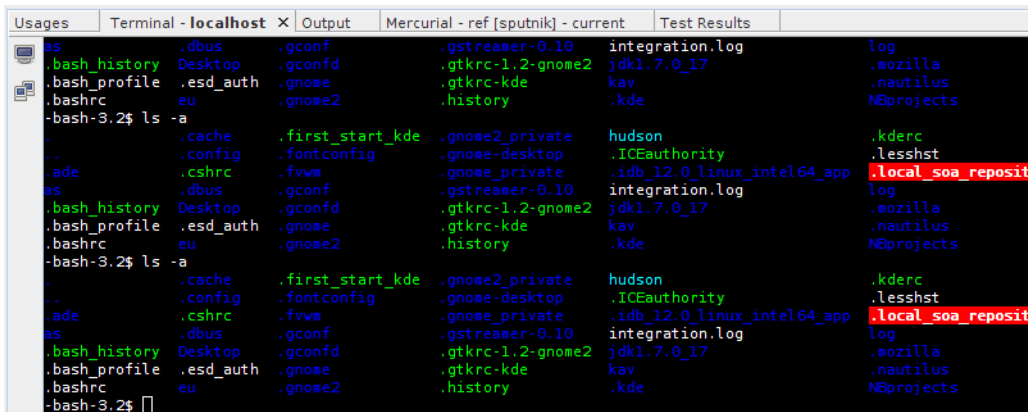 Usages Terminal - localhost X Output Mercurial - ref [sputnik] - current Test Results
as .dbus .gconf .gstreamer-0.10 integration.log log
.bash_history Desktop .gconfd .gtkrc-1.2-gnome2 jdk1.7.0_17 .mozilla
.bash_profile .esd_auth .gnome .gtkrc-kde kav .nautilus
.bashrc eu .gnome2 .history .kde NBprojects
-bash-3.2$ ls -a
. .cache .first_start_kde .gnome2_private hudson .kderc
.. .config .fontconfig .gnome-desktop .ICEauthority .lesshst
.ade .cshrc .fvwm .gnome_private .idb_12.0_linux_intel64_app .local_soa_reposit
as .dbus .gconf .gstreamer-0.10 integration.log log
.bash_history Desktop .gconfd .gtkrc-1.2-gnome2 jdk1.7.0_17 .mozilla
.bash_profile .esd_auth .gnome .gtkrc-kde kav .nautilus
.bashrc eu .gnome2 .history .kde NBprojects
-bash-3.2$ ls -a
. .cache .first_start_kde .gnome2_private hudson .kderc
.. .config .fontconfig .gnome-desktop .ICEauthority .lesshst
.ade .cshrc .fvwm .gnome_private .idb_12.0_linux_intel64_app .local_soa_reposit
as .dbus .gconf .gstreamer-0.10 integration.log log
.bash_history Desktop .gconfd .gtkrc-1.2-gnome2 jdk1.7.0_17 .mozilla
.bash_profile .esd_auth .gnome .gtkrc-kde kav .nautilus
.bashrc eu .gnome2 .history .kde NBprojects
-bash-3.2$